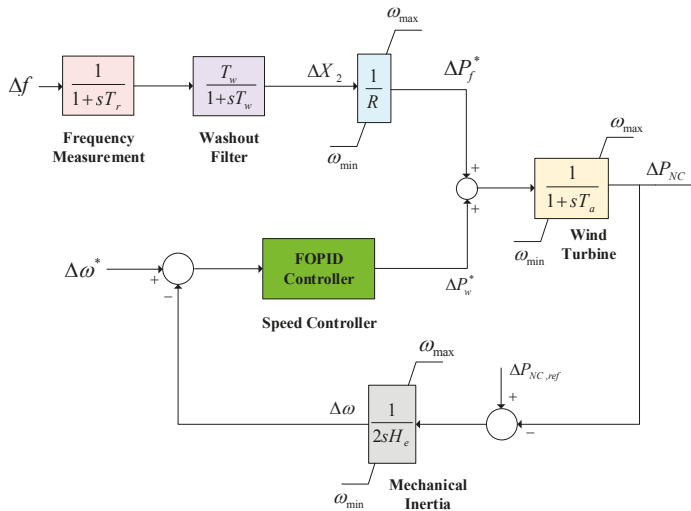 Δf
1
1+sT_r
Frequency
Measurement
T_w
1+sT_w
Washout
Filter
ΔX_2
ω_max
1
R
ω_min
ΔP_f^*
+
+
ω_max
1
1+sT_a
ω_min
Wind
Turbine
ΔP_NC
Δω^*
+
−
FOPID
Controller
Speed Controller
ΔP_w^*
ω_max
Δω
1
2sH_e
ω_min
Mechanical
Inertia
ΔP_NC,ref
+
−